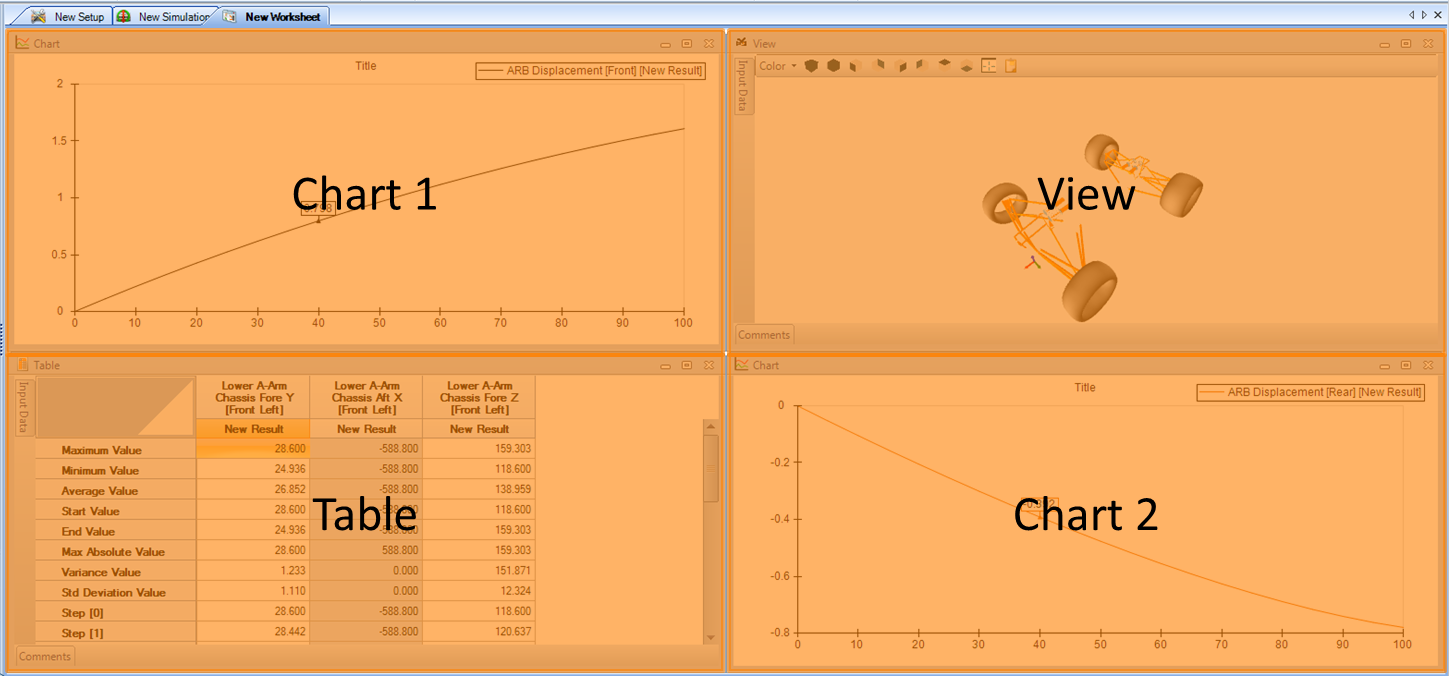 New Setup New Simulation New Worksheet
Chart
Title
ARB Displacement [Front] [New Result]
2
1.5
1
0.5
0
Chart 1
0 10 20 30 40 50 60 70 80 90 100
View
Input Data
Color
View
Comments
Table
Input Data
Lower A-Arm Lower A-Arm Lower A-Arm
Chassis Fore Y Chassis Aft X Chassis Fore Z
[Front Left] [Front Left] [Front Left]
New Result New Result New Result
Maximum Value 28.600 -588.800 159.303
Minimum Value 24.936 -588.800 118.600
Average Value 26.852 -588.800 138.959
Start Value 28.600 118.600
End Value 24.936 159.303
Max Absolute Value 28.600 588.800 159.303
Variance Value 1.233 0.000 151.871
Std Deviation Value 1.110 0.000 12.324
Step [0] 28.600 -588.800 118.600
Step [1] 28.442 -588.800 120.637
Table
Comments
Chart
Title
ARB Displacement [Rear] [New Result]
0
-0.2
-0.4
-0.6
-0.8
Chart 2
0 10 20 30 40 50 60 70 80 90 100